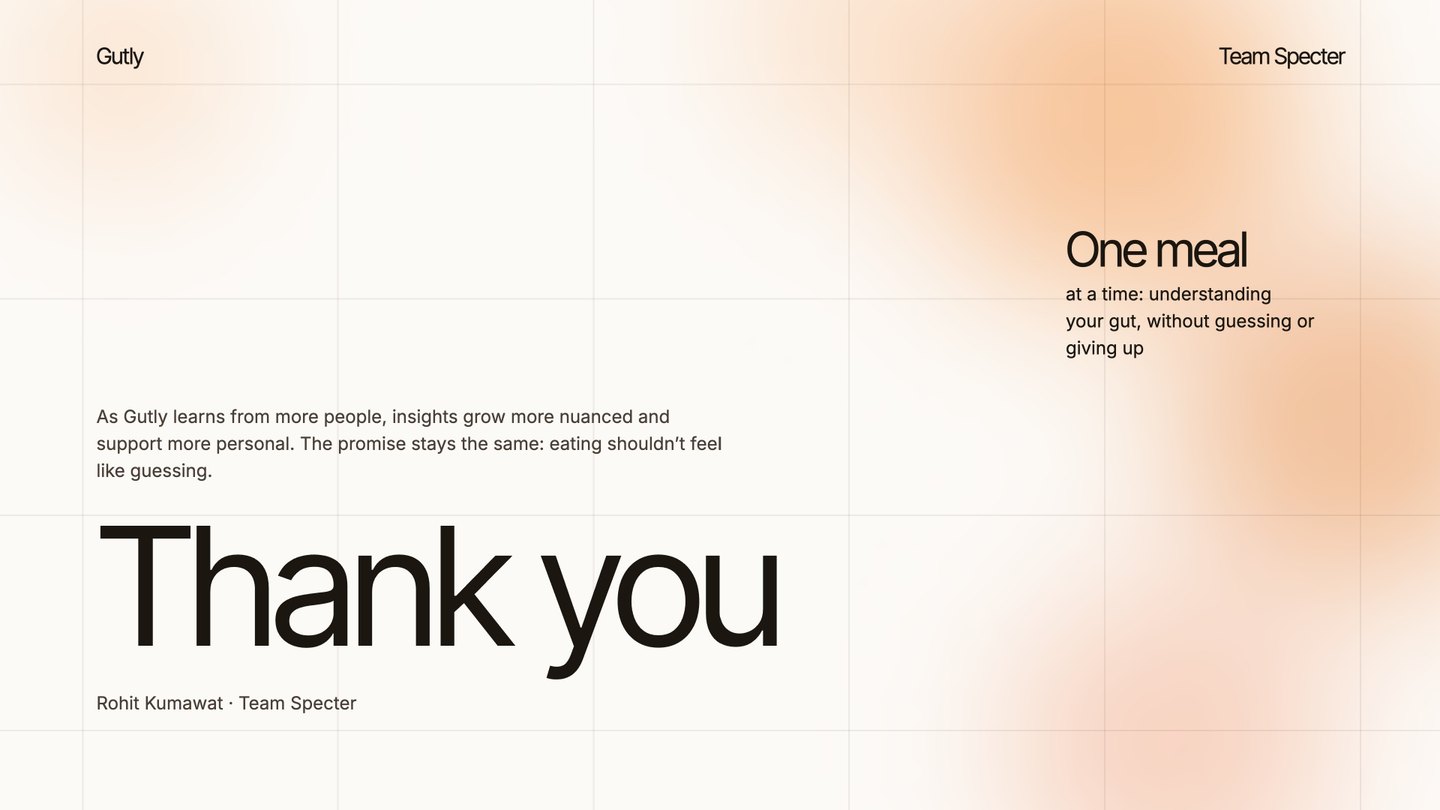 Gutly
Team Specter
One meal
at a time: understanding
your gut, without guessing or
giving up
As Gutly learns from more people, insights grow more nuanced and
support more personal. The promise stays the same: eating shouldn’t feel
like guessing.
Thank you
Rohit Kumawat · Team Specter